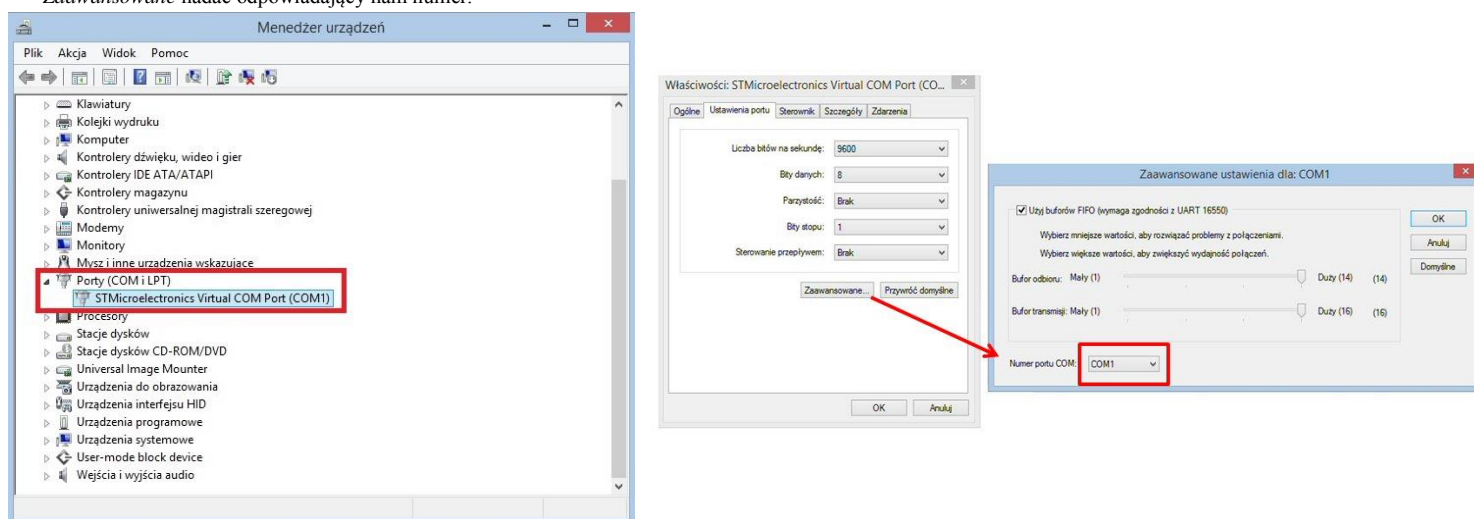 Zaawansowane nadać odpowiadający nam numer.
Menedżer urządzeń
Plik Akcja Widok Pomoc
Klawiatury
Kolejki wydruku
Komputer
Kontrolery dźwięku, wideo i gier
Kontrolery IDE ATA/ATAPI
Kontrolery magazynu
Kontrolery uniwersalnej magistrali szeregowej
Modemy
Monitory
Mysz i inne urządzenia wskazujące
Porty (COM i LPT)
STMicroelectronics Virtual COM Port (COM1)
Procesory
Stacje dysków
Stacje dysków CD-ROM/DVD
Universal Image Mounter
Urządzenia do obrazowania
Urządzenia interfejsu HID
Urządzenia programowe
Urządzenia systemowe
User-mode block device
Wejścia i wyjścia audio
Właściwości: STMicroelectronics Virtual COM Port (CO...
Ogólne Ustawienia portu Sterownik Szczegóły Zdarzenia
Liczba bitów na sekundę: 9600
Bity danych: 8
Parzystość: Brak
Bity stopu: 1
Sterowanie przepływem: Brak
Zaawansowane... Przywróć domyślne
OK Anuluj
Zaawansowane ustawienia dla: COM1
Użyj buforów FIFO (wymaga zgodności z UART 16550)
OK
Wybierz mniejsze wartości, aby rozwiązać problemy z połączeniami.
Anuluj
Wybierz większe wartości, aby zwiększyć wydajność połączeń.
Domyślne
Bufor odbioru: Mały (1) Duży (14) (14)
Bufor transmisji: Mały (1) Duży (16) (16)
Numer portu COM: COM1